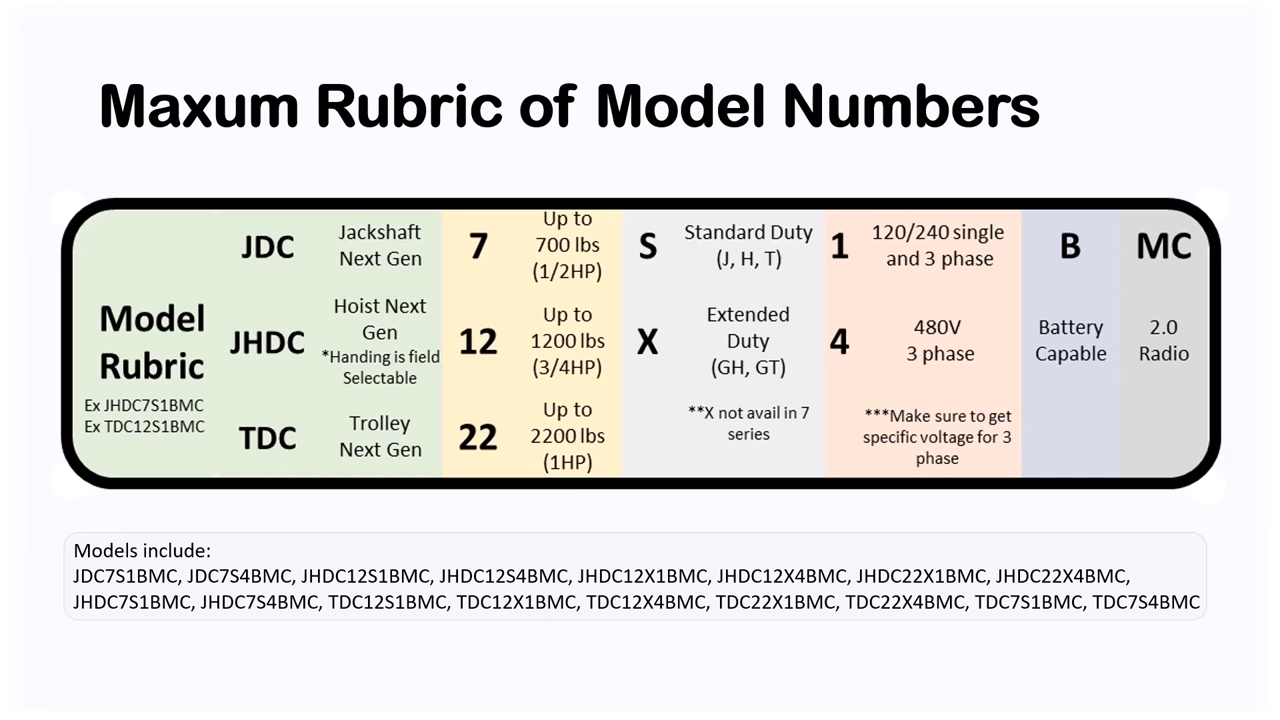 Maxum Rubric of Model Numbers
Model
Rubric
Ex JHDC7S1BMC
Ex TDC12S1BMC
JDC
Jackshaft
Next Gen
JHDC
Hoist Next
Gen
*Handing is field
Selectable
TDC
Trolley
Next Gen
7
Up to
700 lbs
(1/2HP)
12
Up to
1200 lbs
(3/4HP)
22
Up to
2200 lbs
(1HP)
S
Standard Duty
(J, H, T)
X
Extended
Duty
(GH, GT)
**X not avail in 7
series
1
120/240 single
and 3 phase
4
480V
3 phase
***Make sure to get
specific voltage for 3
phase
B
Battery
Capable
MC
2.0
Radio
Models include:
JDC7S1BMC, JDC7S4BMC, JHDC12S1BMC, JHDC12S4BMC, JHDC12X1BMC, JHDC12X4BMC, JHDC22X1BMC, JHDC22X4BMC,
JHDC7S1BMC, JHDC7S4BMC, TDC12S1BMC, TDC12X1BMC, TDC12X4BMC, TDC22X1BMC, TDC22X4BMC, TDC7S1BMC, TDC7S4BMC